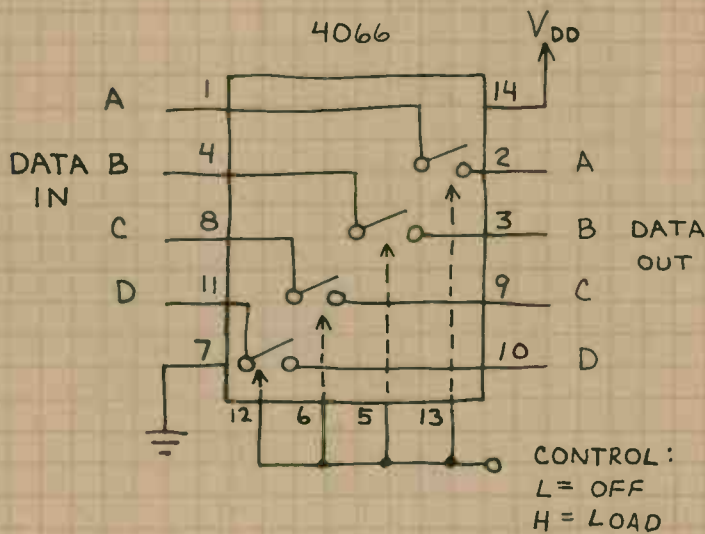 4066
V DD
A 1 14
DATA B 4 2 A
IN
C 8 3 B DATA
OUT
D 11 9 C
7 10 D
12 6 5 13
CONTROL:
L = OFF
H = LOAD